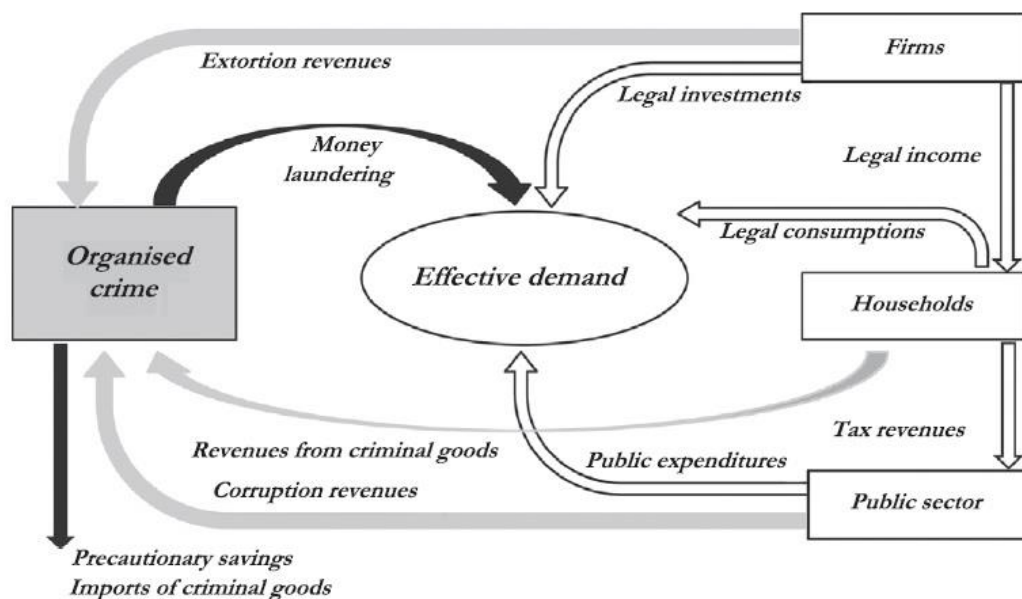 Firms
Extortion revenues
Legal investments
Money
laundering
Legal income
Legal consumptions
Organised
crime
Effective demand
Households
Revenues from criminal goods
Tax revenues
Public expenditures
Corruption revenues
Public sector
Precautionary savings
Imports of criminal goods